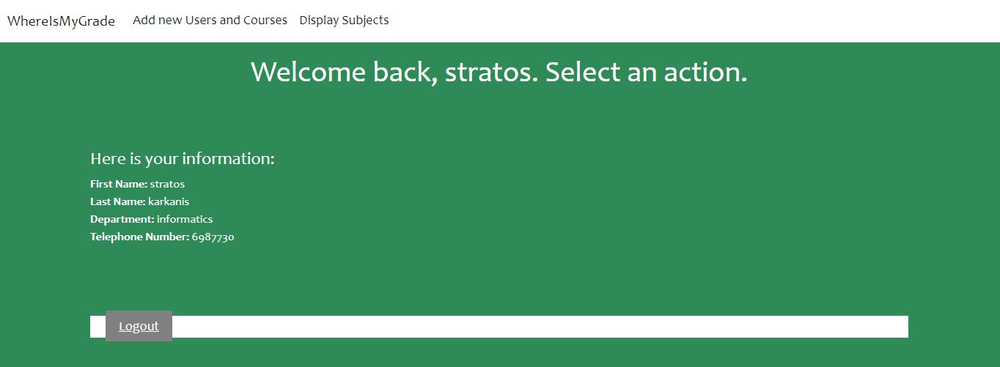 WhereIsMyGrade Add new Users and Courses Display Subjects
Welcome back, stratos. Select an action.
Here is your information:
First Name: stratos
Last Name: karkanis
Department: informatics
Telephone Number: 6987730
Logout